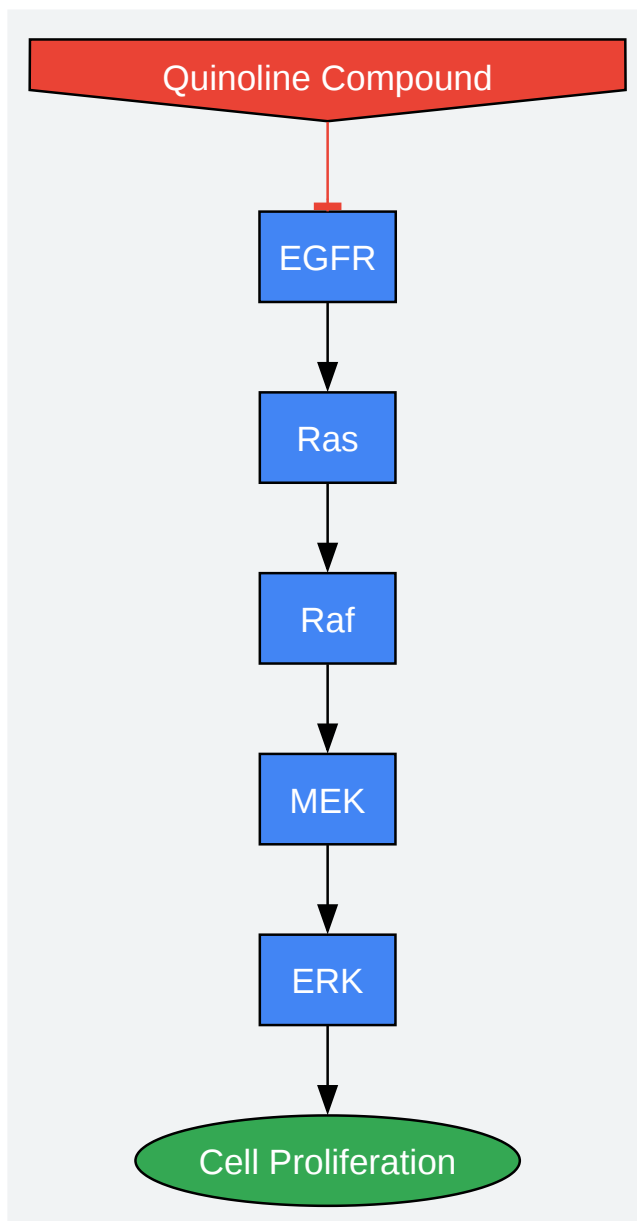 Quinoline Compound
EGFR
Ras
Raf
MEK
ERK
Cell Proliferation